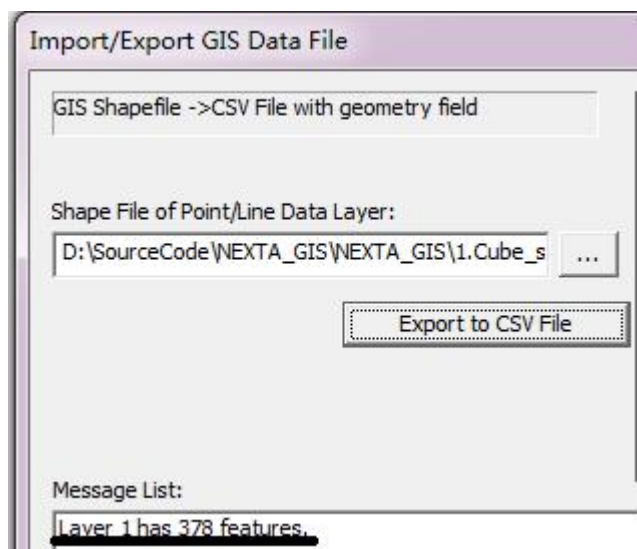 Import/Export GIS Data File
GIS Shapefile ->CSV File with geometry field
Shape File of Point/Line Data Layer:
D:\SourceCode\NEXTA_GIS\NEXTA_GIS\1.Cube_s
...
Export to CSV File
Message List:
Layer 1 has 378 features.